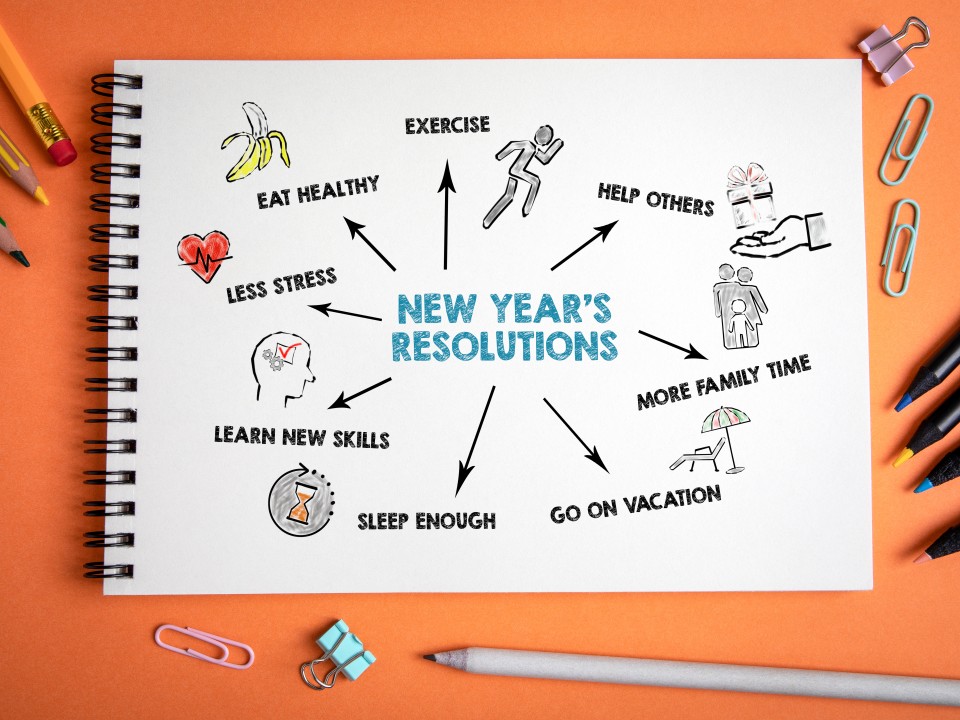 EXERCISE
EAT HEALTHY
HELP OTHERS
LESS STRESS
NEW YEAR'S
RESOLUTIONS
MORE FAMILY TIME
LEARN NEW SKILLS
GO ON VACATION
SLEEP ENOUGH